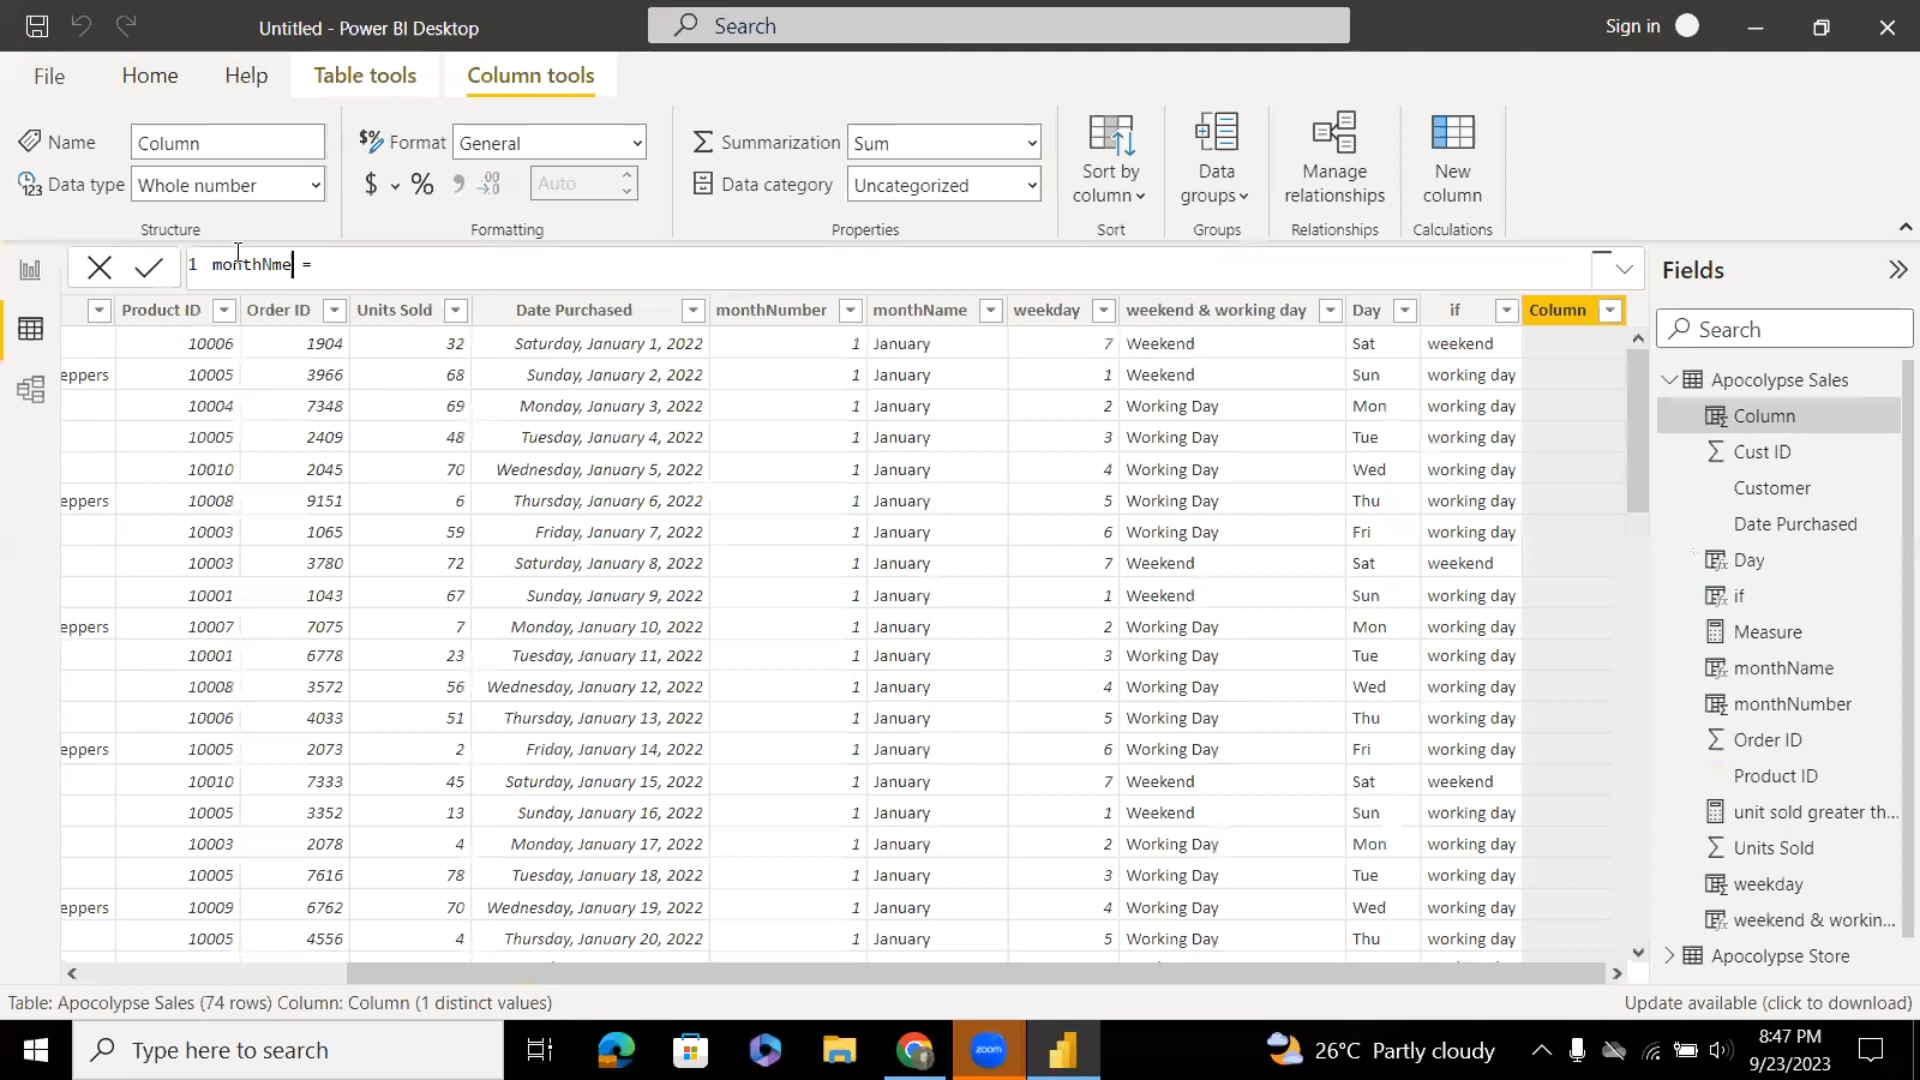 Untitled - Power BI Desktop
Search
Sign in
File
Home
Help
Table tools
Column tools
Name
Column
Format
General
Summarization
Sum
Data type
Whole number
$ %
Auto
Data category
Uncategorized
Sort by column
Data groups
Manage relationships
New column
Structure
Formatting
Properties
Sort
Groups
Relationships
Calculations
1 monthNme =
Product ID Order ID Units Sold Date Purchased monthNumber monthName weekday weekend & working day Day if Column
10006 1904 32 Saturday, January 1, 2022 1 January 7 Weekend Sat weekend
eppers 10005 3966 68 Sunday, January 2, 2022 1 January 1 Weekend Sun working day
10004 7348 69 Monday, January 3, 2022 1 January 2 Working Day Mon working day
10005 2409 48 Tuesday, January 4, 2022 1 January 3 Working Day Tue working day
10010 2045 70 Wednesday, January 5, 2022 1 January 4 Working Day Wed working day
eppers 10008 9151 6 Thursday, January 6, 2022 1 January 5 Working Day Thu working day
10003 1065 59 Friday, January 7, 2022 1 January 6 Working Day Fri working day
10003 3780 72 Saturday, January 8, 2022 1 January 7 Weekend Sat weekend
10001 1043 67 Sunday, January 9, 2022 1 January 1 Weekend Sun working day
eppers 10007 7075 7 Monday, January 10, 2022 1 January 2 Working Day Mon working day
10001 6778 23 Tuesday, January 11, 2022 1 January 3 Working Day Tue working day
10008 3572 56 Wednesday, January 12, 2022 1 January 4 Working Day Wed working day
10006 4033 51 Thursday, January 13, 2022 1 January 5 Working Day Thu working day
eppers 10005 2073 2 Friday, January 14, 2022 1 January 6 Working Day Fri working day
10010 7333 45 Saturday, January 15, 2022 1 January 7 Weekend Sat weekend
10005 3352 13 Sunday, January 16, 2022 1 January 1 Weekend Sun working day
10003 2078 4 Monday, January 17, 2022 1 January 2 Working Day Mon working day
10005 7616 78 Tuesday, January 18, 2022 1 January 3 Working Day Tue working day
eppers 10009 6762 70 Wednesday, January 19, 2022 1 January 4 Working Day Wed working day
10005 4556 4 Thursday, January 20, 2022 1 January 5 Working Day Thu working day
Fields
Search
Apocolypse Sales
Column
Cust ID
Customer
Date Purchased
Day
if
Measure
monthName
monthNumber
Order ID
Product ID
unit sold greater th...
Units Sold
weekday
weekend & workin...
Apocolypse Store
Table: Apocolypse Sales (74 rows) Column: Column (1 distinct values)
Update available (click to download)
Type here to search
zoom
26°C Partly cloudy
8:47 PM
9/23/2023